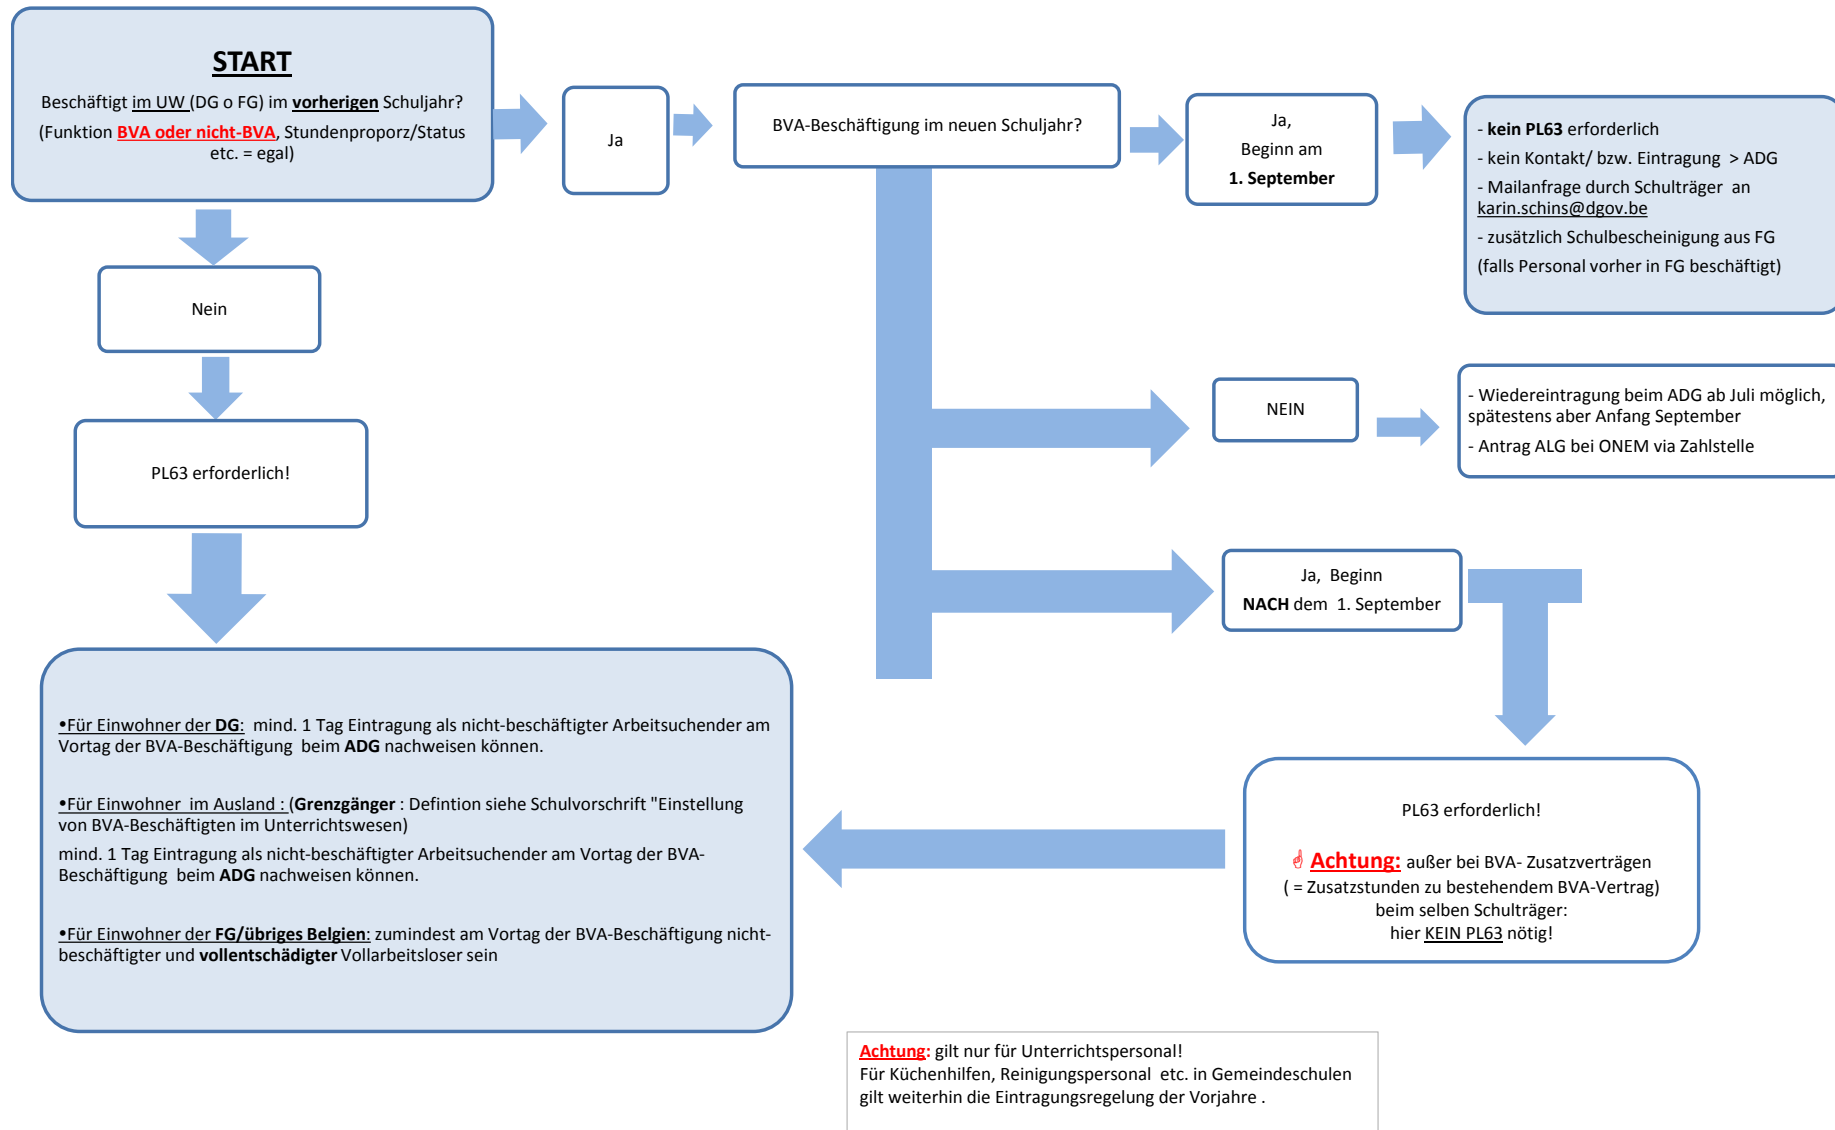 START
Beschäftigt im UW (DG o FG) im vorherigen Schuljahr?
(Funktion BVA oder nicht-BVA, Stundenproporz/Status
etc. = egal)
Ja
BVA-Beschäftigung im neuen Schuljahr?
Ja,
Beginn am
1. September
- kein PL63 erforderlich
- kein Kontakt/ bzw. Eintragung > ADG
- Mailanfrage durch Schulträger an
karin.schins@dgov.be
- zusätzlich Schulbescheinigung aus FG
(falls Personal vorher in FG beschäftigt)
Nein
NEIN
- Wiedereintragung beim ADG ab Juli möglich,
spätestens aber Anfang September
- Antrag ALG bei ONEM via Zahlstelle
PL63 erforderlich!
Ja, Beginn
NACH dem 1. September
•Für Einwohner der DG: mind. 1 Tag Eintragung als nicht-beschäftigter Arbeitsuchender am
Vortag der BVA-Beschäftigung beim ADG nachweisen können.
•Für Einwohner im Ausland : (Grenzgänger : Defintion siehe Schulvorschrift "Einstellung
von BVA-Beschäftigten im Unterrichtswesen)
mind. 1 Tag Eintragung als nicht-beschäftigter Arbeitsuchender am Vortag der BVA-
Beschäftigung beim ADG nachweisen können.
•Für Einwohner der FG/übriges Belgien: zumindest am Vortag der BVA-Beschäftigung nicht-
beschäftigter und vollentschädigter Vollarbeitsloser sein
PL63 erforderlich!
Achtung: außer bei BVA- Zusatzverträgen
( = Zusatzstunden zu bestehendem BVA-Vertrag)
beim selben Schulträger:
hier KEIN PL63 nötig!
Achtung: gilt nur für Unterrichtspersonal!
Für Küchenhilfen, Reinigungspersonal etc. in Gemeindeschulen
gilt weiterhin die Eintragungsregelung der Vorjahre .